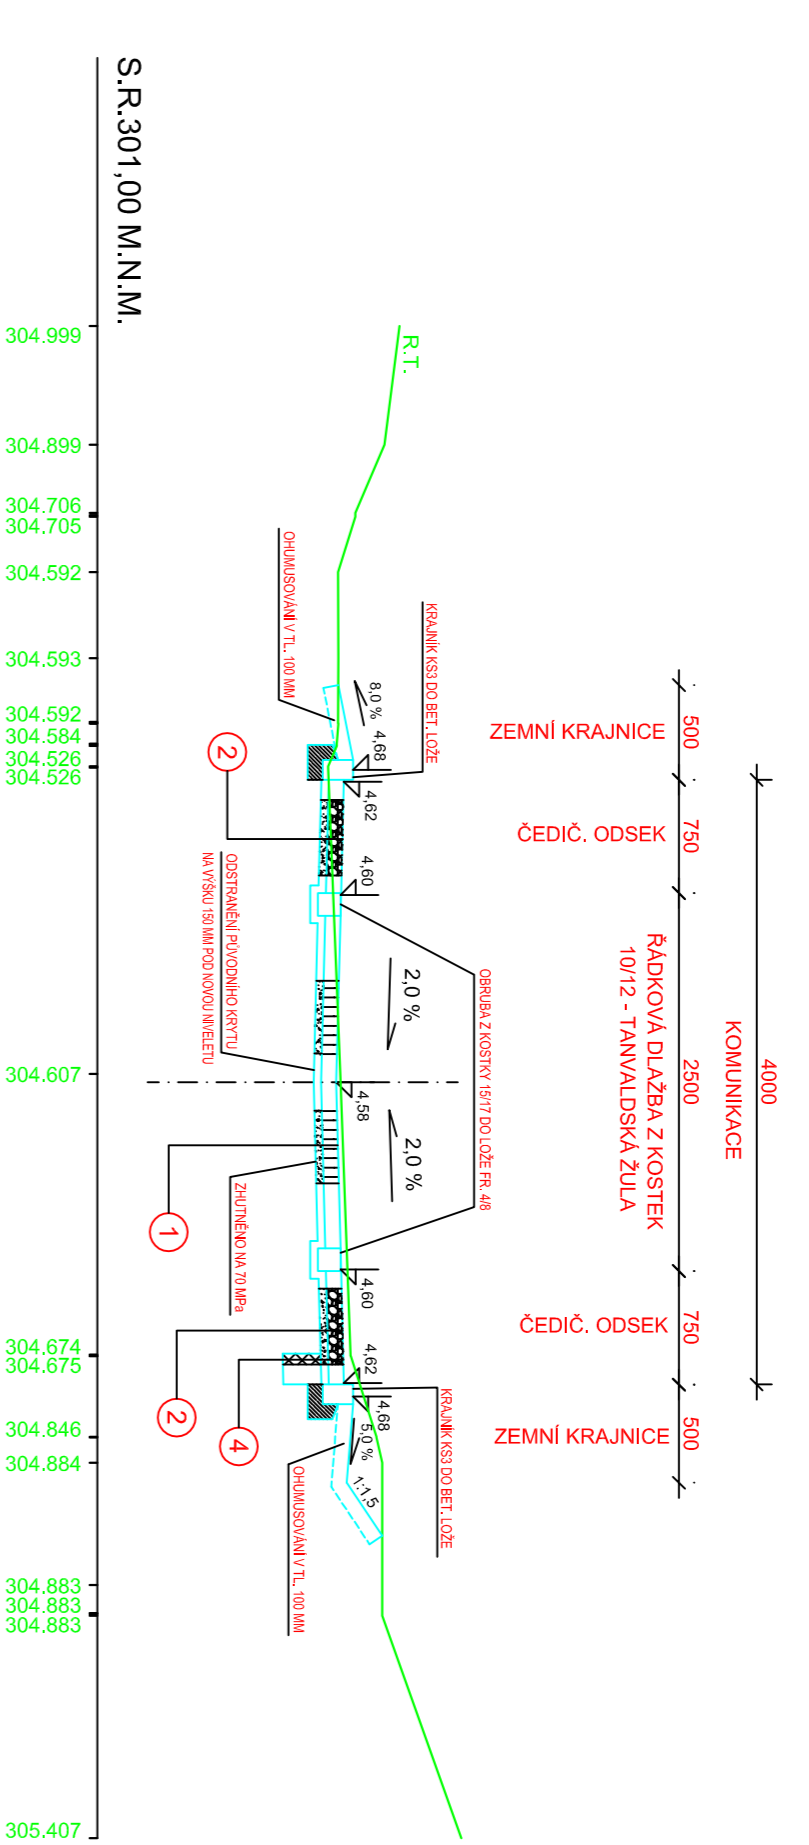 4000
KOMUNIKACE
500
750
2500
750
500
ZEMNÍ KRAJNICE
ČEDIČ. ODSEK
ŘÁDKOVÁ DLAŽBA Z KOSTEK
10/12 - TANVALDSKÁ ŽULA
ČEDIČ. ODSEK
ZEMNÍ KRAJNICE
R.T.
KRAJNÍK KS3 DO BET. LOŽE
OBRUBA Z KOSTKY 15/17 DO LOŽE FR. 4/8
KRAJNÍK KS3 DO BET. LOŽE
8,0 %
4,68
4,62
4,60
2,0 %
4,58
2,0 %
4,60
4,62
4,68
5,0 %
1:1,5
OHUMUSOVÁNÍ V TL. 100 MM
2
ODSTRANĚNÍ PŮVODNÍHO KRYTU
NA VÝŠKU 150 MM POD NOVOU NIVELETU
1
ZHUTNĚNO NA 70 MPa
2
4
OHUMUSOVÁNÍ V TL. 100 MM
S.R.301,00 M.N.M.
304.999
304.899
304.706
304.705
304.592
304.593
304.592
304.584
304.526
304.526
304.607
304.674
304.675
304.846
304.884
304.883
304.883
304.883
305.407